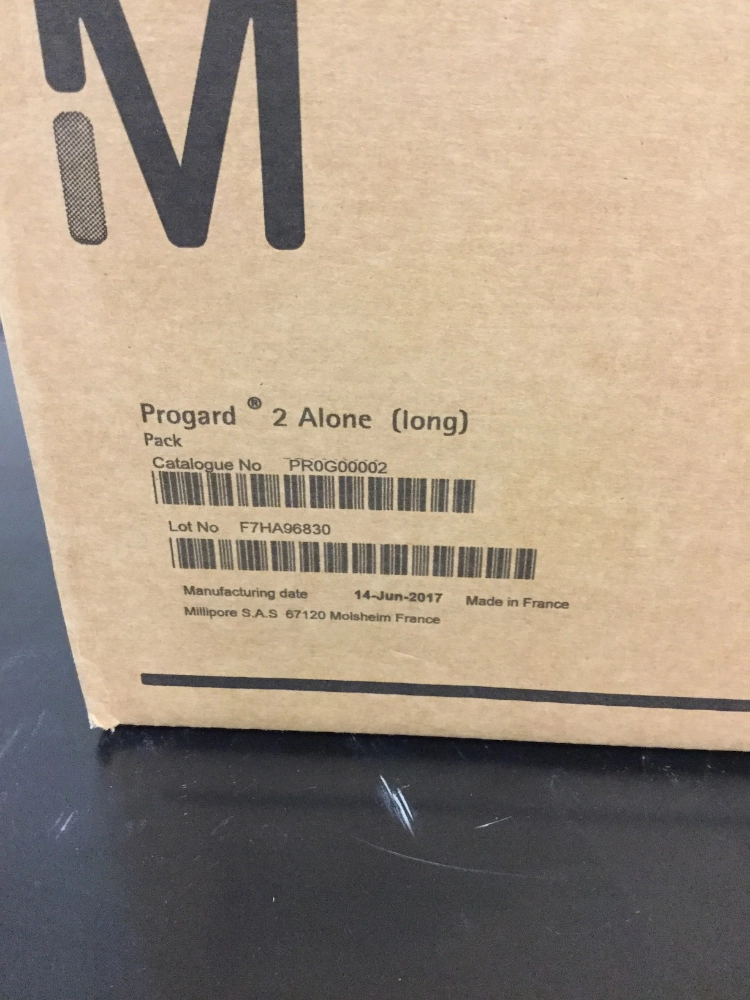 M
Progard ® 2 Alone (long)
Pack
Catalogue No PR0G00002
Lot No F7HA96830
Manufacturing date 14-Jun-2017 Made in France
Millipore S.A.S 67120 Molsheim France